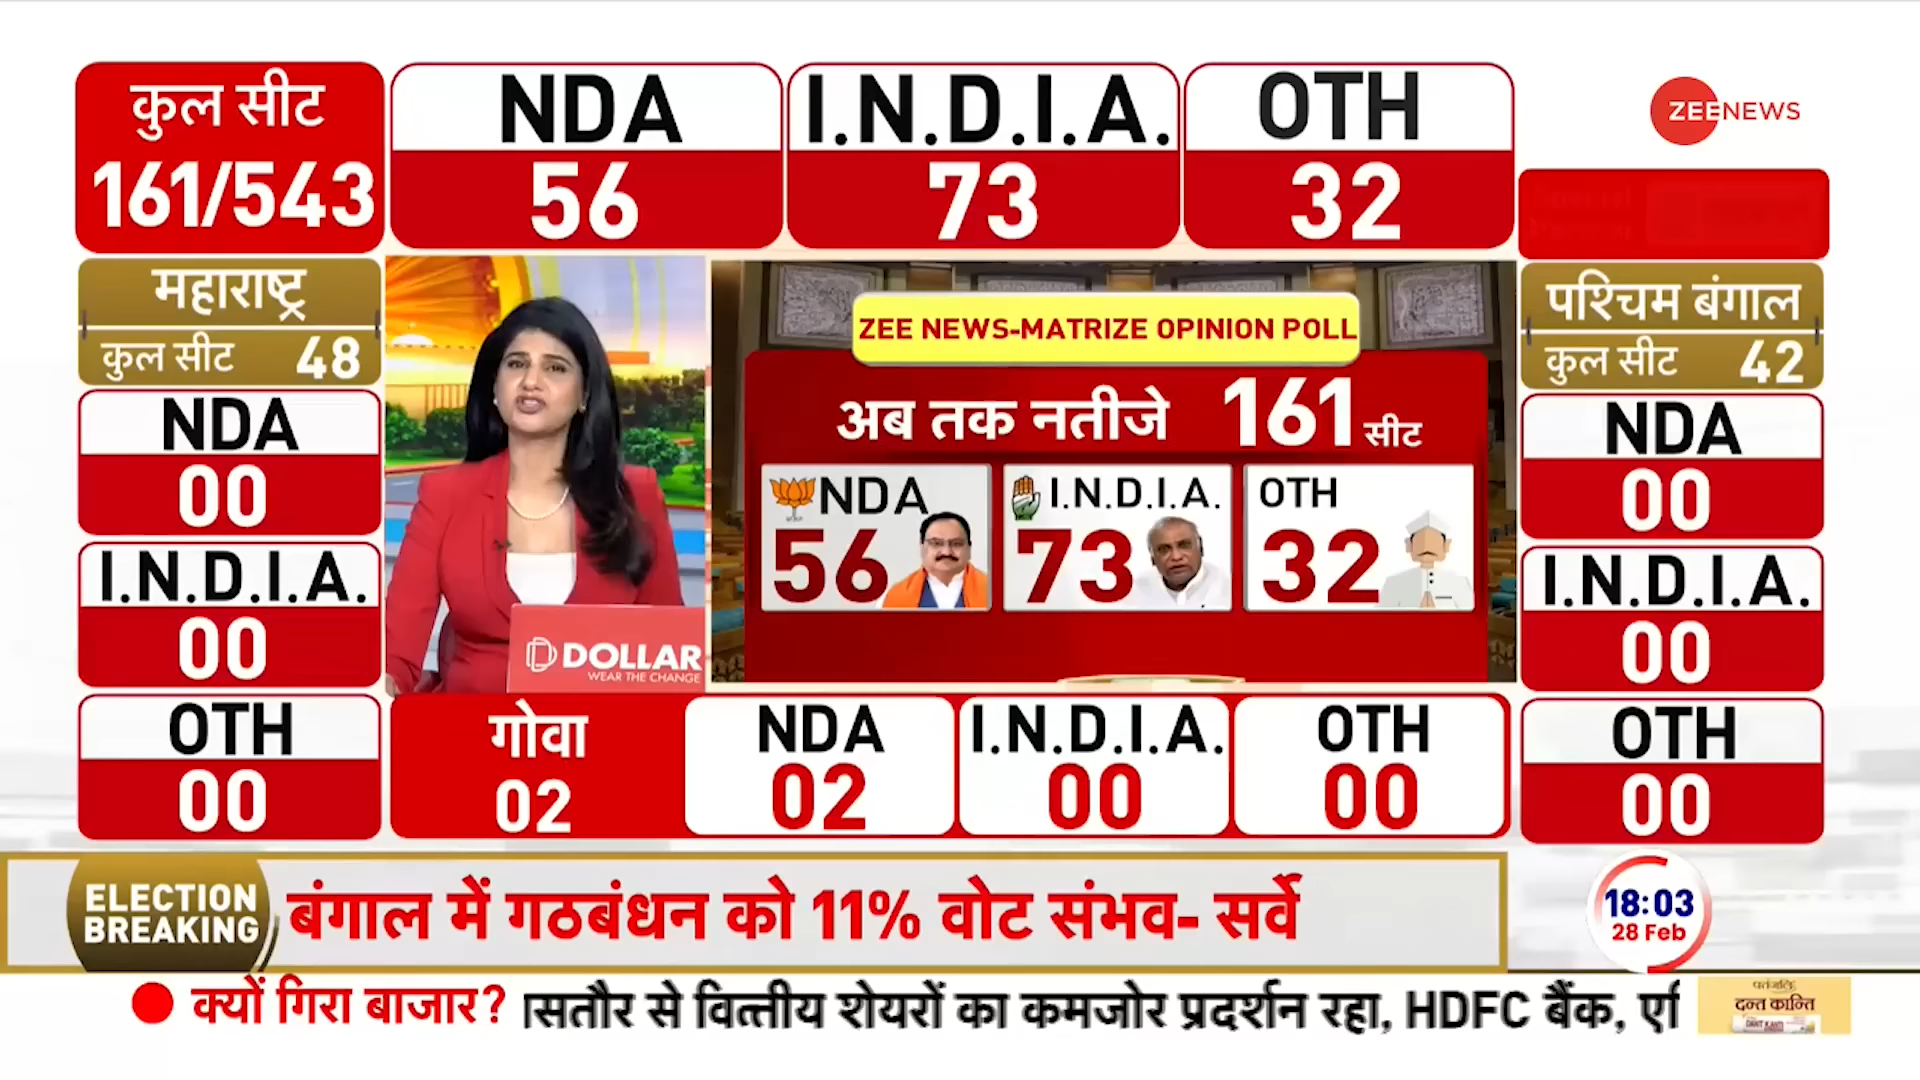 कुल सीट
161/543
NDA
56
I.N.D.I.A.
73
OTH
32
ZEENEWS
महाराष्ट्र
कुल सीट 48
NDA
00
I.N.D.I.A.
00
OTH
00
ZEE NEWS-MATRIZE OPINION POLL
अब तक नतीजे 161 सीट
NDA
56
I.N.D.I.A.
73
OTH
32
DOLLAR
WEAR THE CHANGE
पश्चिम बंगाल
कुल सीट 42
NDA
00
I.N.D.I.A.
00
OTH
00
गोवा
02
NDA
02
I.N.D.I.A.
00
OTH
00
ELECTION
BREAKING
बंगाल में गठबंधन को 11% वोट संभव- सर्वे
18:03
28 Feb
क्यों गिरा बाजार? सतौर से वित्तीय शेयरों का कमजोर प्रदर्शन रहा, HDFC बैंक,
पतंजलि
दन्त कान्ति